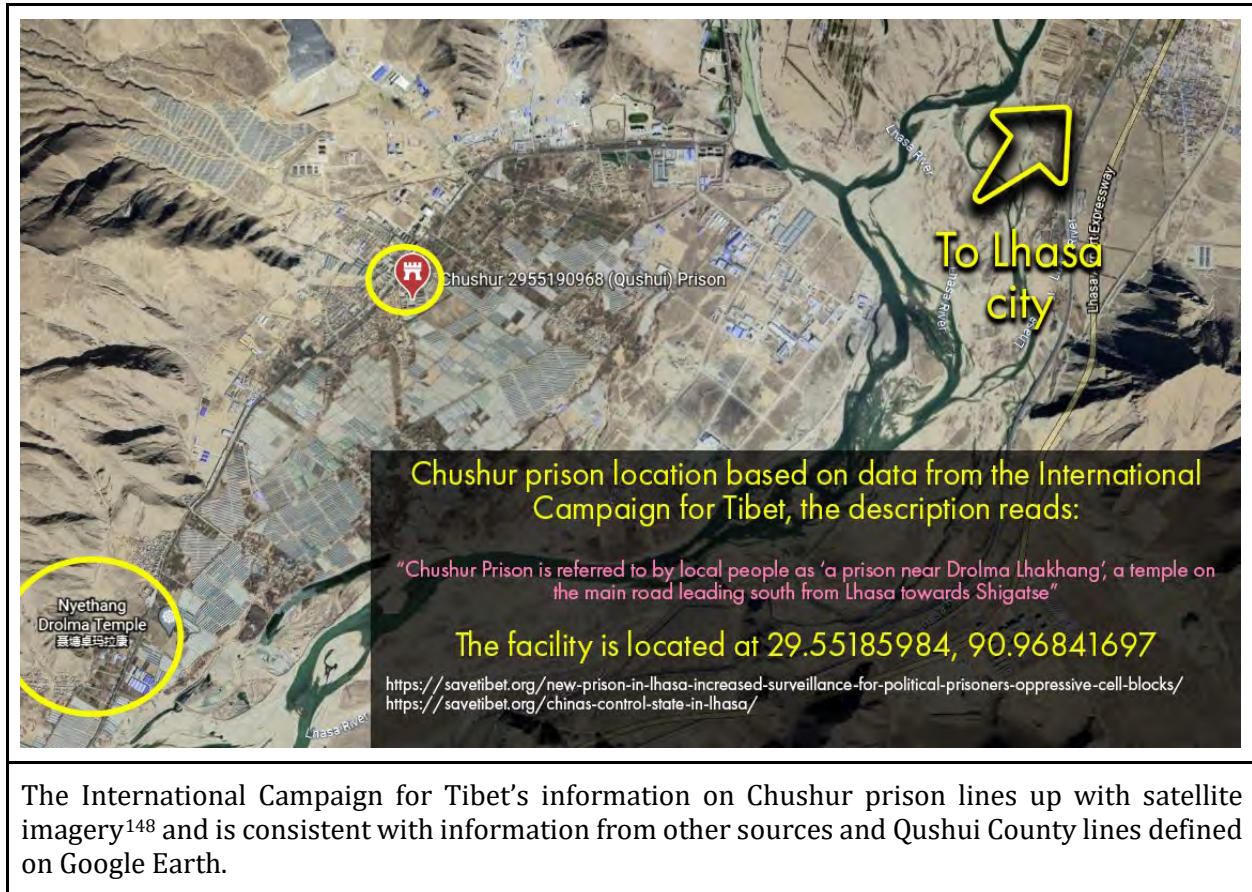 Lhasa River
To Lhasa
city
Lhasa River
Chushur 2955190968 (Qushui) Prison
Chushur prison location based on data from the International
Campaign for Tibet, the description reads:
“Chushur Prison is referred to by local people as ‘a prison near Drolma Lhakhang’, a temple on
the main road leading south from Lhasa towards Shigatse”
Nyethang
Drolma Temple
聂塘卓玛拉康
The facility is located at 29.55185984, 90.96841697
https://savetibet.org/new-prison-in-lhasa-increased-surveillance-for-political-prisoners-oppressive-cell-blocks/
https://savetibet.org/chinas-control-state-in-lhasa/
Lhasa River
The International Campaign for Tibet’s information on Chushur prison lines up with satellite
imagery148 and is consistent with information from other sources and Qushui County lines defined
on Google Earth.